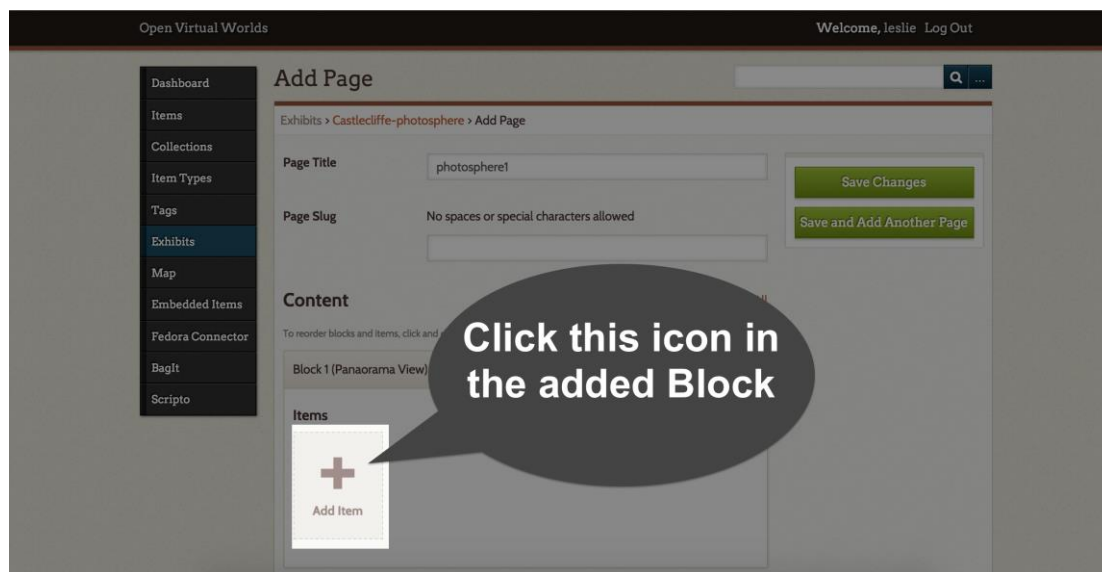 Open Virtual Worlds
Welcome, leslie Log Out
Dashboard
Items
Collections
Item Types
Tags
Exhibits
Map
Embedded Items
Fedora Connector
BagIt
Scripto
Add Page
...
Exhibits > Castlecliffe-photosphere > Add Page
Page Title
photosphere1
Page Slug
No spaces or special characters allowed
Save Changes
Save and Add Another Page
Content
To reorder blocks and items, click and
Block 1 (Panaorama View)
Items
Add Item
Click this icon in
the added Block